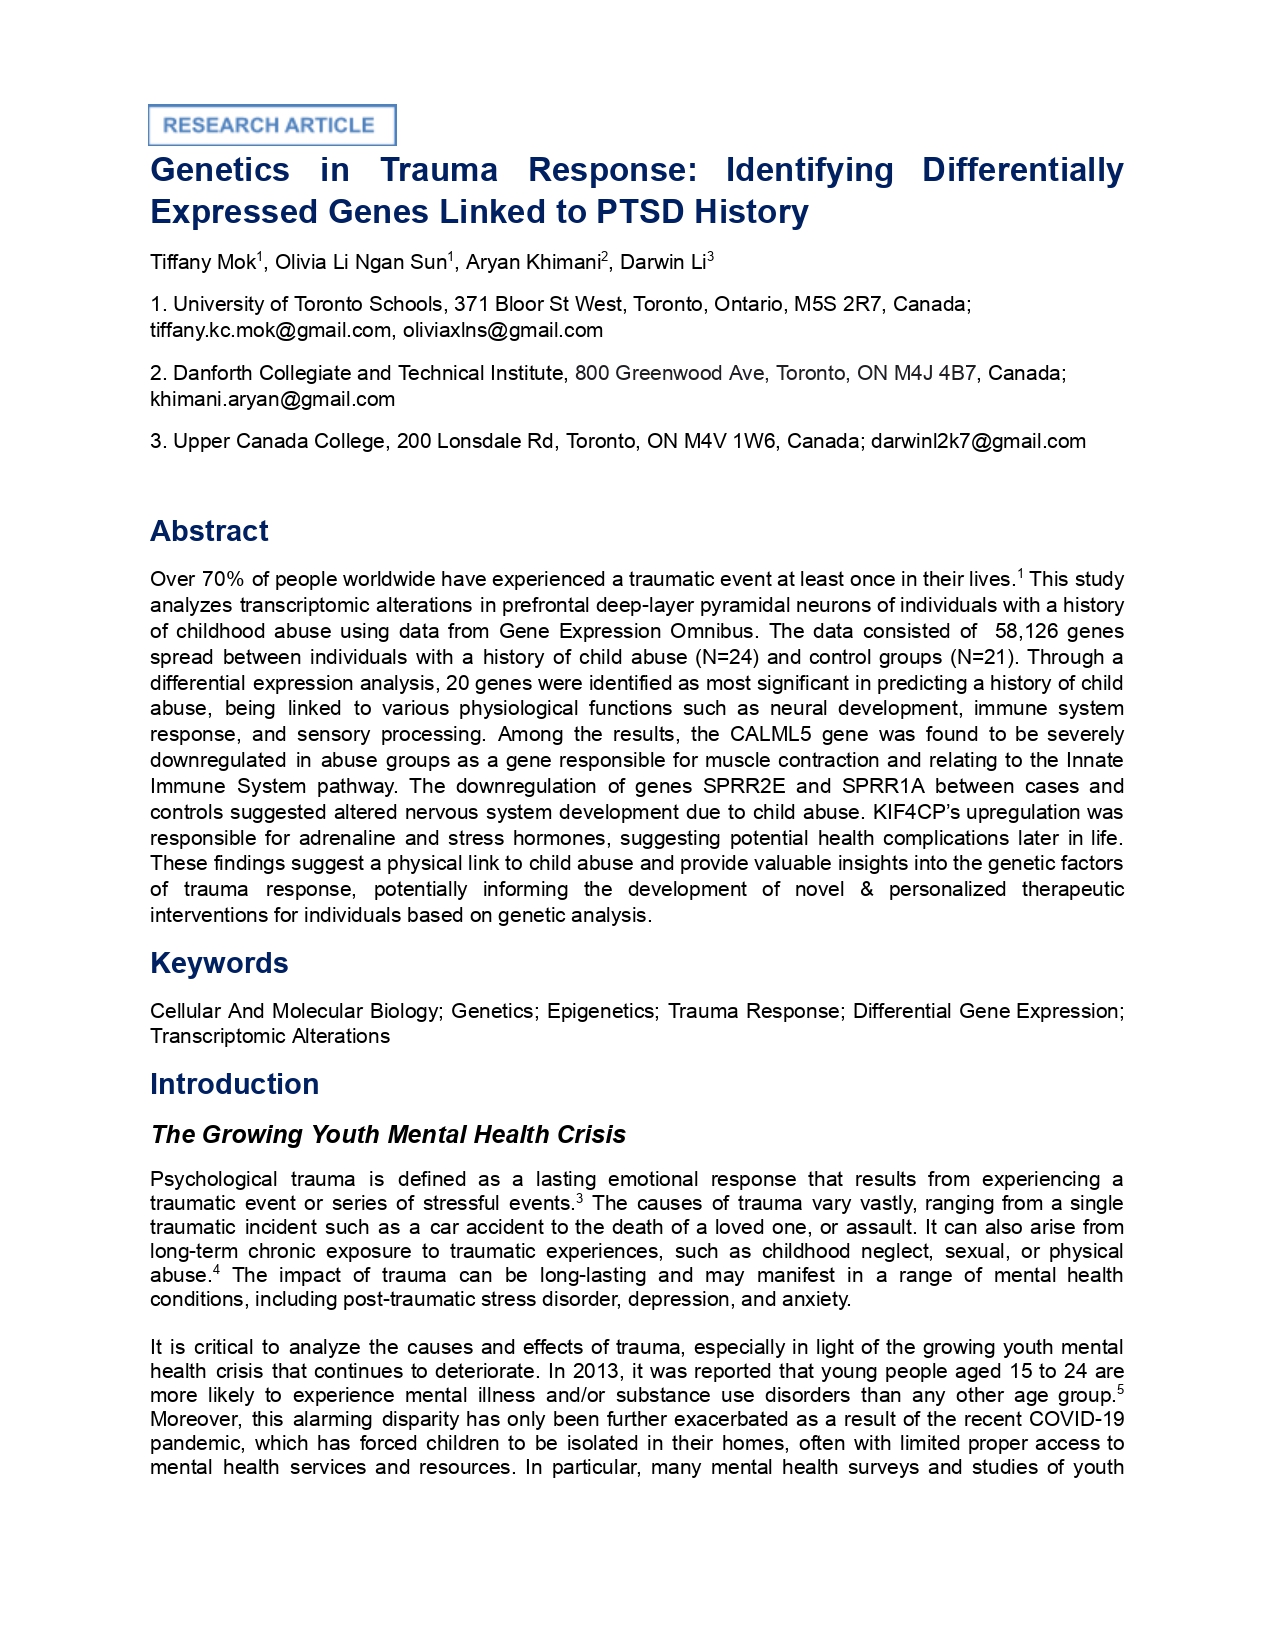 RESEARCH ARTICLE
Genetics in Trauma Response: Identifying Differentially
Expressed Genes Linked to PTSD History
Tiffany Mok1, Olivia Li Ngan Sun1, Aryan Khimani2, Darwin Li3
1. University of Toronto Schools, 371 Bloor St West, Toronto, Ontario, M5S 2R7, Canada;
tiffany.kc.mok@gmail.com, oliviaxlns@gmail.com
2. Danforth Collegiate and Technical Institute, 800 Greenwood Ave, Toronto, ON M4J 4B7, Canada;
khimani.aryan@gmail.com
3. Upper Canada College, 200 Lonsdale Rd, Toronto, ON M4V 1W6, Canada; darwinl2k7@gmail.com
Abstract
Over 70% of people worldwide have experienced a traumatic event at least once in their lives.1 This study
analyzes transcriptomic alterations in prefrontal deep-layer pyramidal neurons of individuals with a history
of childhood abuse using data from Gene Expression Omnibus. The data consisted of 58,126 genes
spread between individuals with a history of child abuse (N=24) and control groups (N=21). Through a
differential expression analysis, 20 genes were identified as most significant in predicting a history of child
abuse, being linked to various physiological functions such as neural development, immune system
response, and sensory processing. Among the results, the CALML5 gene was found to be severely
downregulated in abuse groups as a gene responsible for muscle contraction and relating to the Innate
Immune System pathway. The downregulation of genes SPRR2E and SPRR1A between cases and
controls suggested altered nervous system development due to child abuse. KIF4CP’s upregulation was
responsible for adrenaline and stress hormones, suggesting potential health complications later in life.
These findings suggest a physical link to child abuse and provide valuable insights into the genetic factors
of trauma response, potentially informing the development of novel & personalized therapeutic
interventions for individuals based on genetic analysis.
Keywords
Cellular And Molecular Biology; Genetics; Epigenetics; Trauma Response; Differential Gene Expression;
Transcriptomic Alterations
Introduction
The Growing Youth Mental Health Crisis
Psychological trauma is defined as a lasting emotional response that results from experiencing a
traumatic event or series of stressful events.3 The causes of trauma vary vastly, ranging from a single
traumatic incident such as a car accident to the death of a loved one, or assault. It can also arise from
long-term chronic exposure to traumatic experiences, such as childhood neglect, sexual, or physical
abuse.4 The impact of trauma can be long-lasting and may manifest in a range of mental health
conditions, including post-traumatic stress disorder, depression, and anxiety.
It is critical to analyze the causes and effects of trauma, especially in light of the growing youth mental
health crisis that continues to deteriorate. In 2013, it was reported that young people aged 15 to 24 are
more likely to experience mental illness and/or substance use disorders than any other age group.5
Moreover, this alarming disparity has only been further exacerbated as a result of the recent COVID-19
pandemic, which has forced children to be isolated in their homes, often with limited proper access to
mental health services and resources. In particular, many mental health surveys and studies of youth